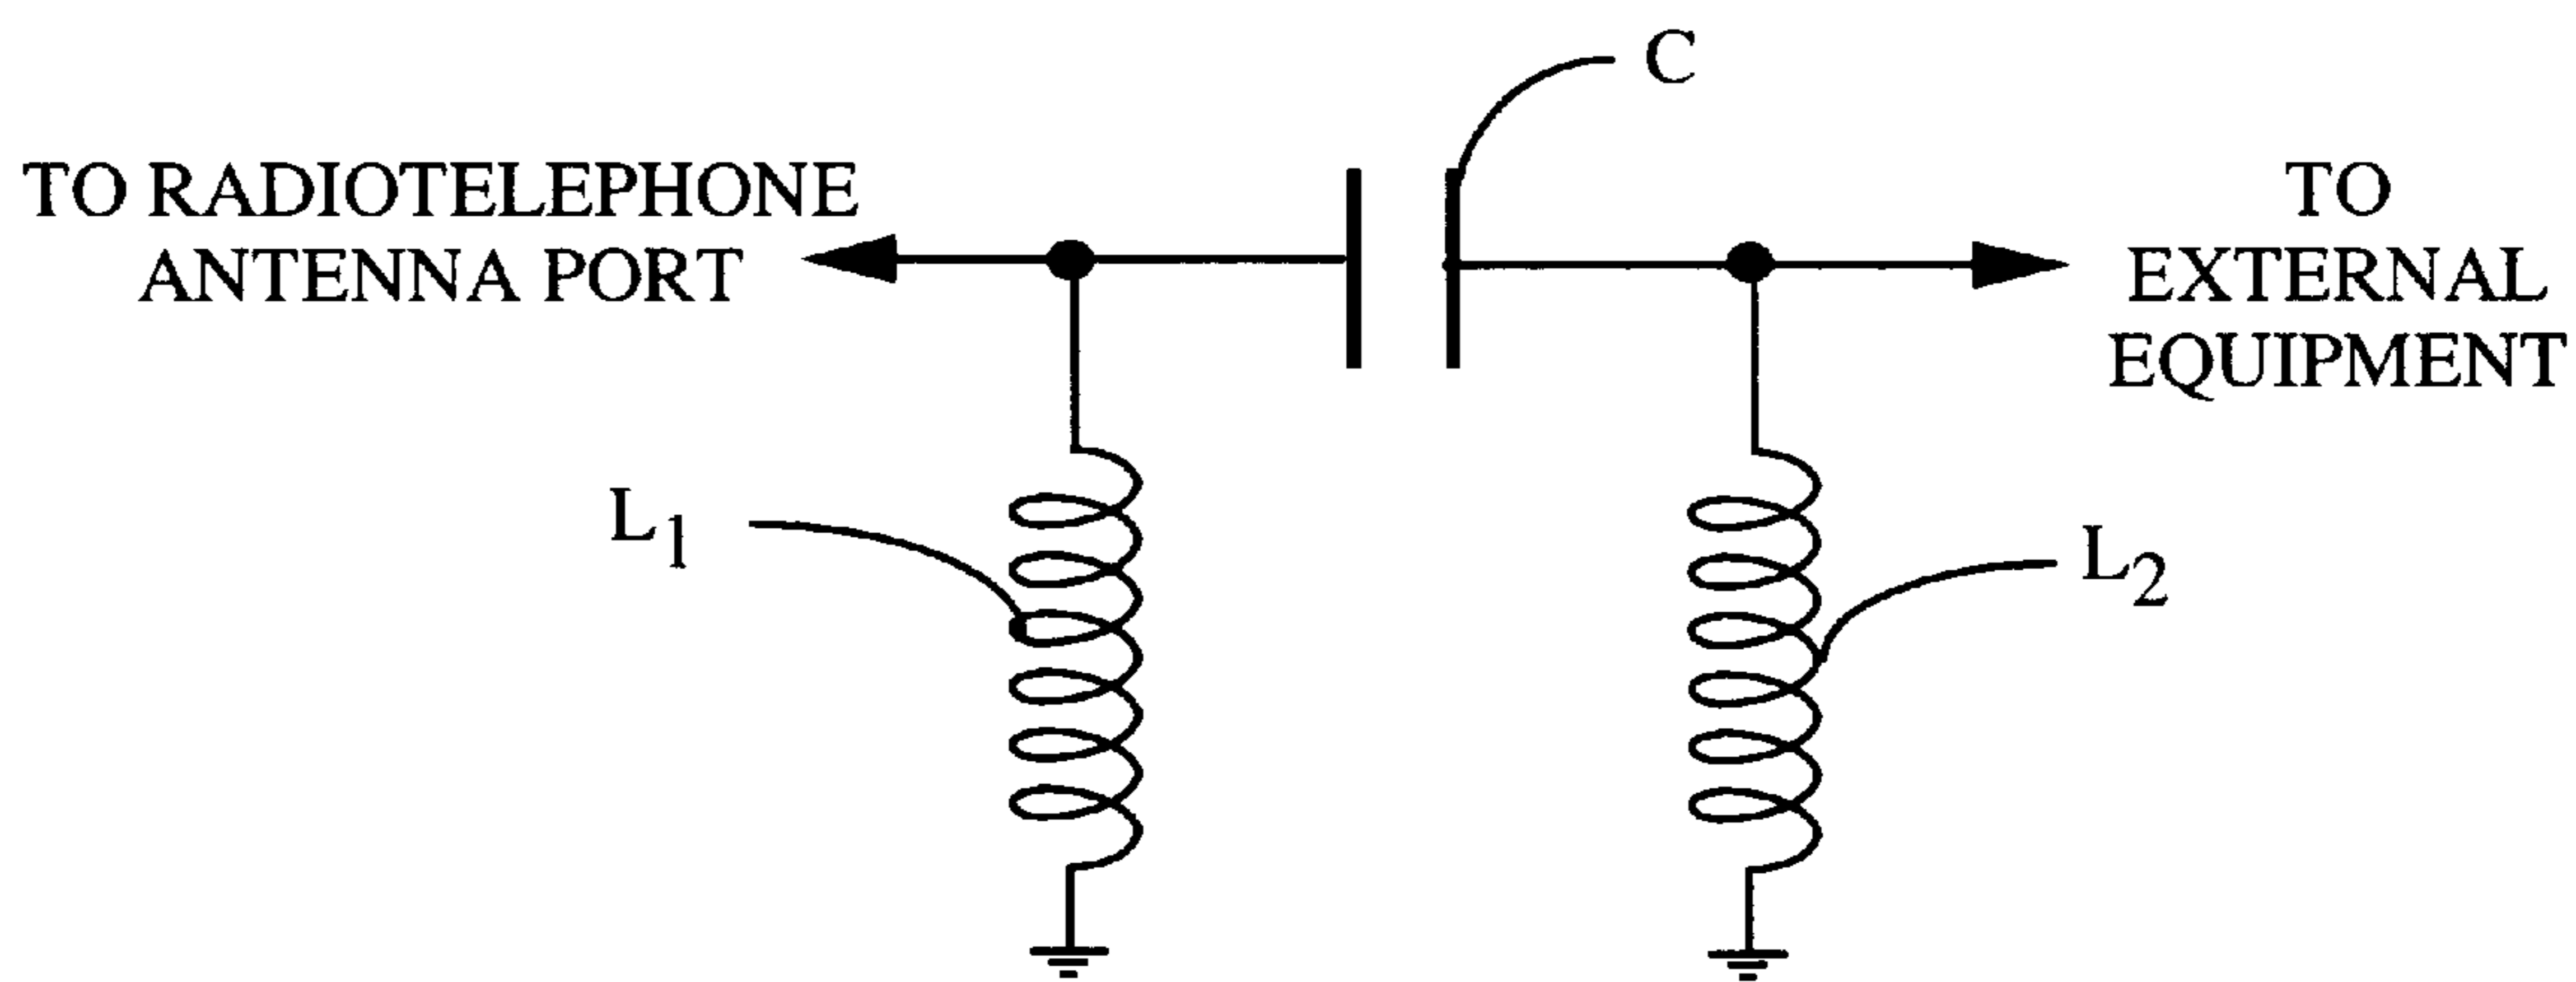 C
TO RADIOTELEPHONE
ANTENNA PORT
TO
EXTERNAL
EQUIPMENT
L1
L2